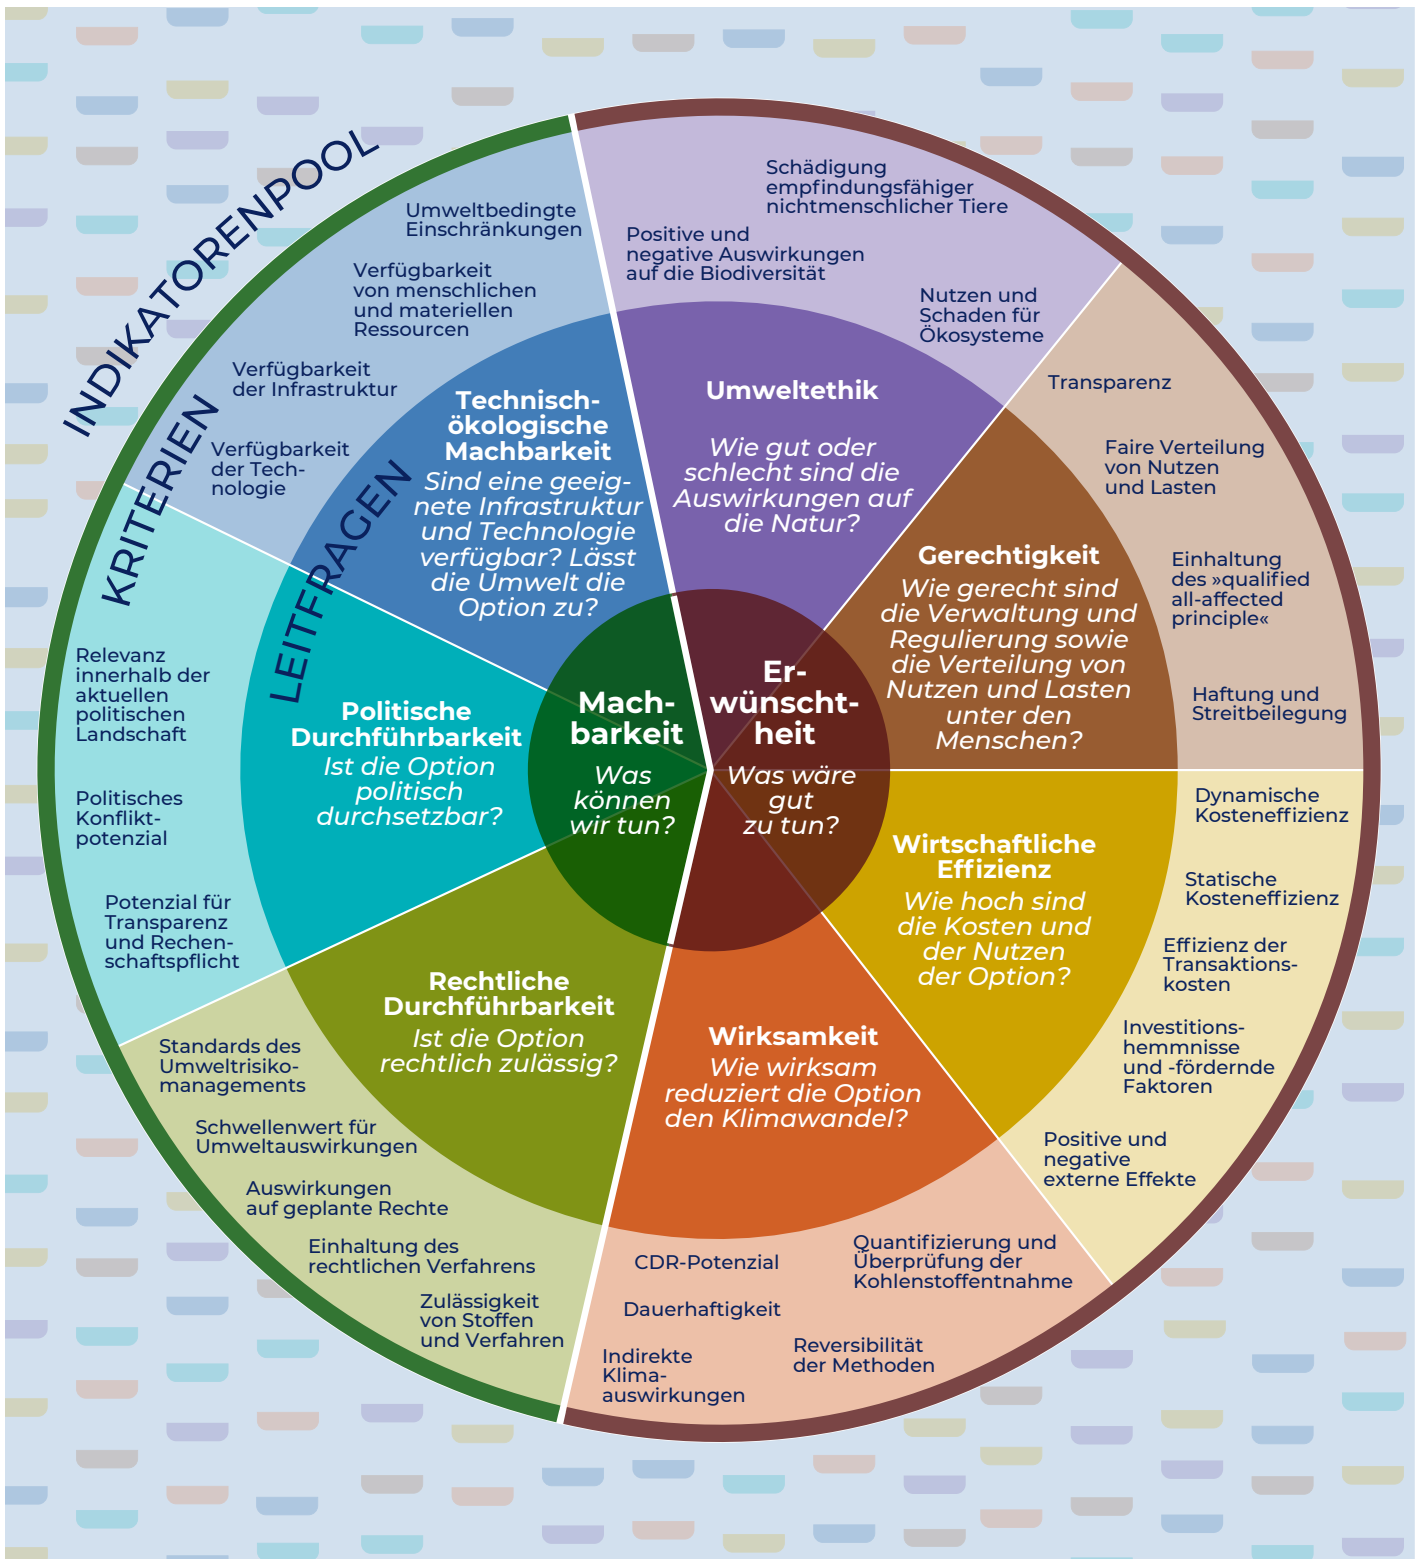 INDIKATORENPOOL
KRITERIEN
LEITFRAGEN
Mach-
barkeit
Was
können
wir tun?
Er-
wünscht-
heit
Was wäre
gut
zu tun?
Technisch-
ökologische
Machbarkeit
Sind eine geeig-
nete Infrastruktur
und Technologie
verfügbar? Lässt
die Umwelt die
Option zu?
Umweltbedingte
Einschränkungen
Verfügbarkeit
von menschlichen
und materiellen
Ressourcen
Verfügbarkeit
der Infrastruktur
Verfügbarkeit
der Tech-
nologie
Politische
Durchführbarkeit
Ist die Option
politisch
durchsetzbar?
Relevanz
innerhalb der
aktuellen
politischen
Landschaft
Politisches
Konflikt-
potenzial
Potenzial für
Transparenz
und Rechen-
schaftspflicht
Rechtliche
Durchführbarkeit
Ist die Option
rechtlich zulässig?
Standards des
Umweltrisiko-
managements
Schwellenwert für
Umweltauswirkungen
Auswirkungen
auf geplante Rechte
Einhaltung des
rechtlichen Verfahrens
Zulässigkeit
von Stoffen
und Verfahren
Umweltethik
Wie gut oder
schlecht sind die
Auswirkungen auf
die Natur?
Schädigung
empfindungsfähiger
nichtmenschlicher Tiere
Positive und
negative Auswirkungen
auf die Biodiversität
Nutzen und
Schaden für
Ökosysteme
Gerechtigkeit
Wie gerecht sind
die Verwaltung und
Regulierung sowie
die Verteilung von
Nutzen und Lasten
unter den
Menschen?
Transparenz
Faire Verteilung
von Nutzen
und Lasten
Einhaltung
des »qualified
all-affected
principle«
Haftung und
Streitbeilegung
Wirtschaftliche
Effizienz
Wie hoch sind
die Kosten und
der Nutzen
der Option?
Dynamische
Kosteneffizienz
Statische
Kosteneffizienz
Effizienz der
Transaktions-
kosten
Investitions-
hemmnisse
und -fördernde
Faktoren
Positive und
negative
externe Effekte
Wirksamkeit
Wie wirksam
reduziert die Option
den Klimawandel?
CDR-Potenzial
Quantifizierung und
Überprüfung der
Kohlenstoffentnahme
Dauerhaftigkeit
Reversibilität
der Methoden
Indirekte
Klima-
auswirkungen